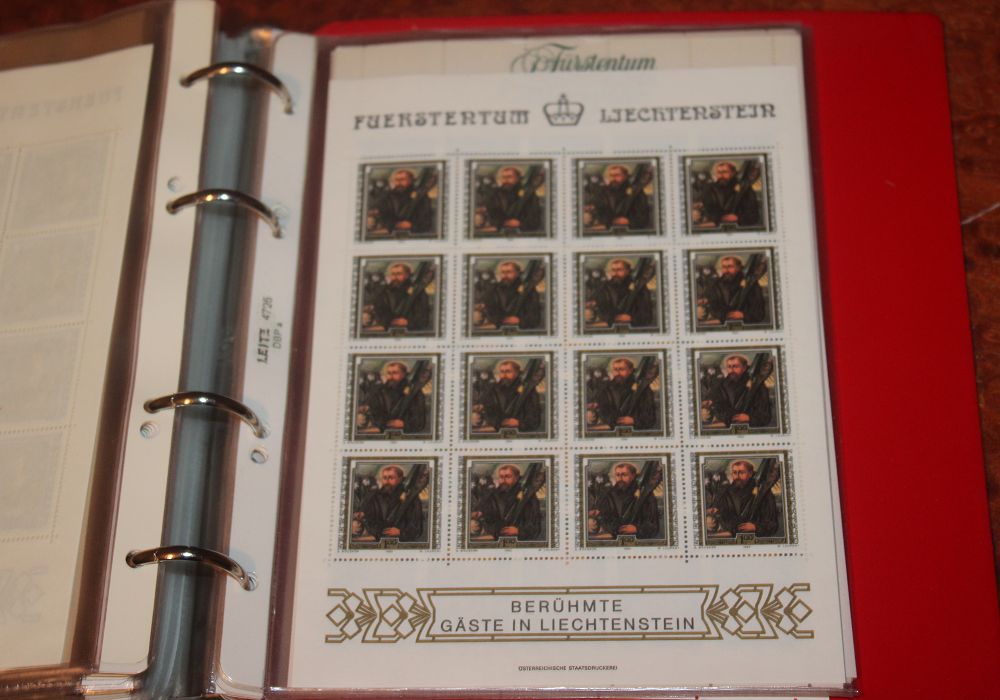 Fürstentum
FUERSTENTUM LIECHTENSTEIN
LEITZ 4726
DBP a
BERÜHMTE
GÄSTE IN LIECHTENSTEIN
ÖSTERREICHISCHE STAATSDRUCKEREI